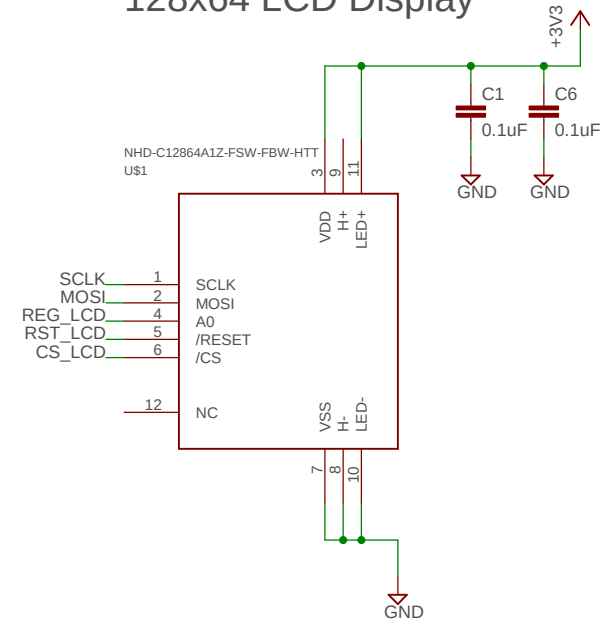 128x64 LCD Display
+3V3
C1
0.1uF
C6
0.1uF
GND
GND
NHD-C12864A1Z-FSW-FBW-HTT
U$1
3
9
11
VDD
H+
LED+
SCLK 1 SCLK
MOSI 2 MOSI
REG_LCD 4 A0
RST_LCD 5 /RESET
CS_LCD 6 /CS
12 NC
VSS
H-
LED-
7
8
10
GND